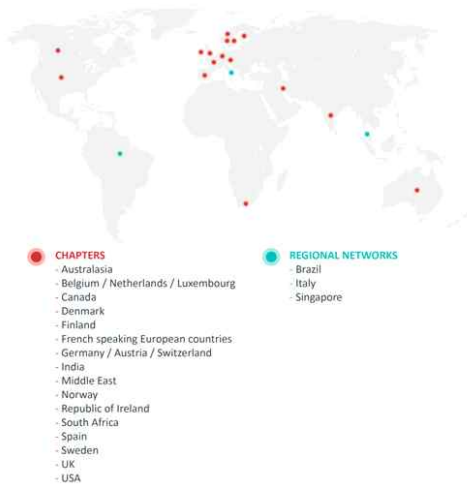 CHAPTERS
- Australasia
- Belgium / Netherlands / Luxembourg
- Canada
- Denmark
- Finland
- French speaking European countries
- Germany / Austria / Switzerland
- India
- Middle East
- Norway
- Republic of Ireland
- South Africa
- Spain
- Sweden
- UK
- USA
REGIONAL NETWORKS
- Brazil
- Italy
- Singapore